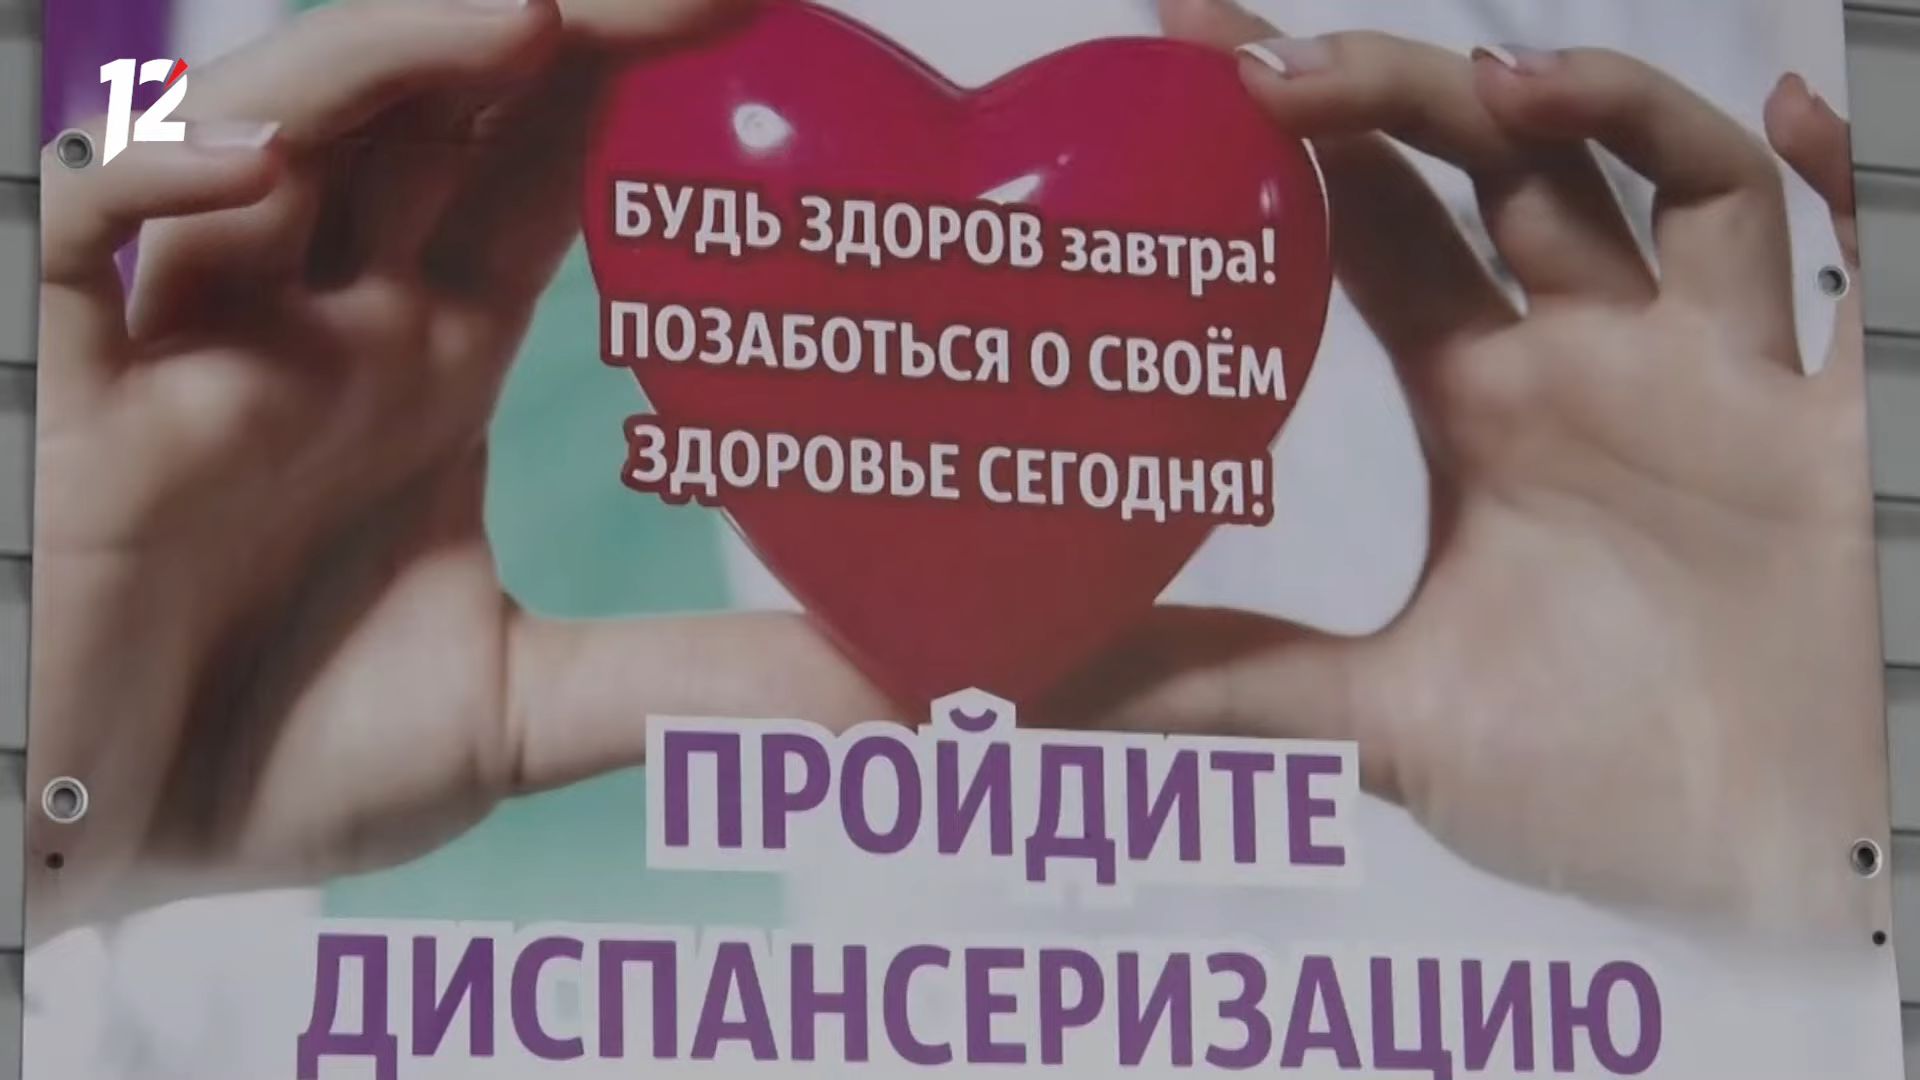 12
БУДЬ ЗДОРОВ завтра!
ПОЗАБОТЬСЯ О СВОЁМ
ЗДОРОВЬЕ СЕГОДНЯ!
ПРОЙДИТЕ
ДИСПАНСЕРИЗАЦИЮ